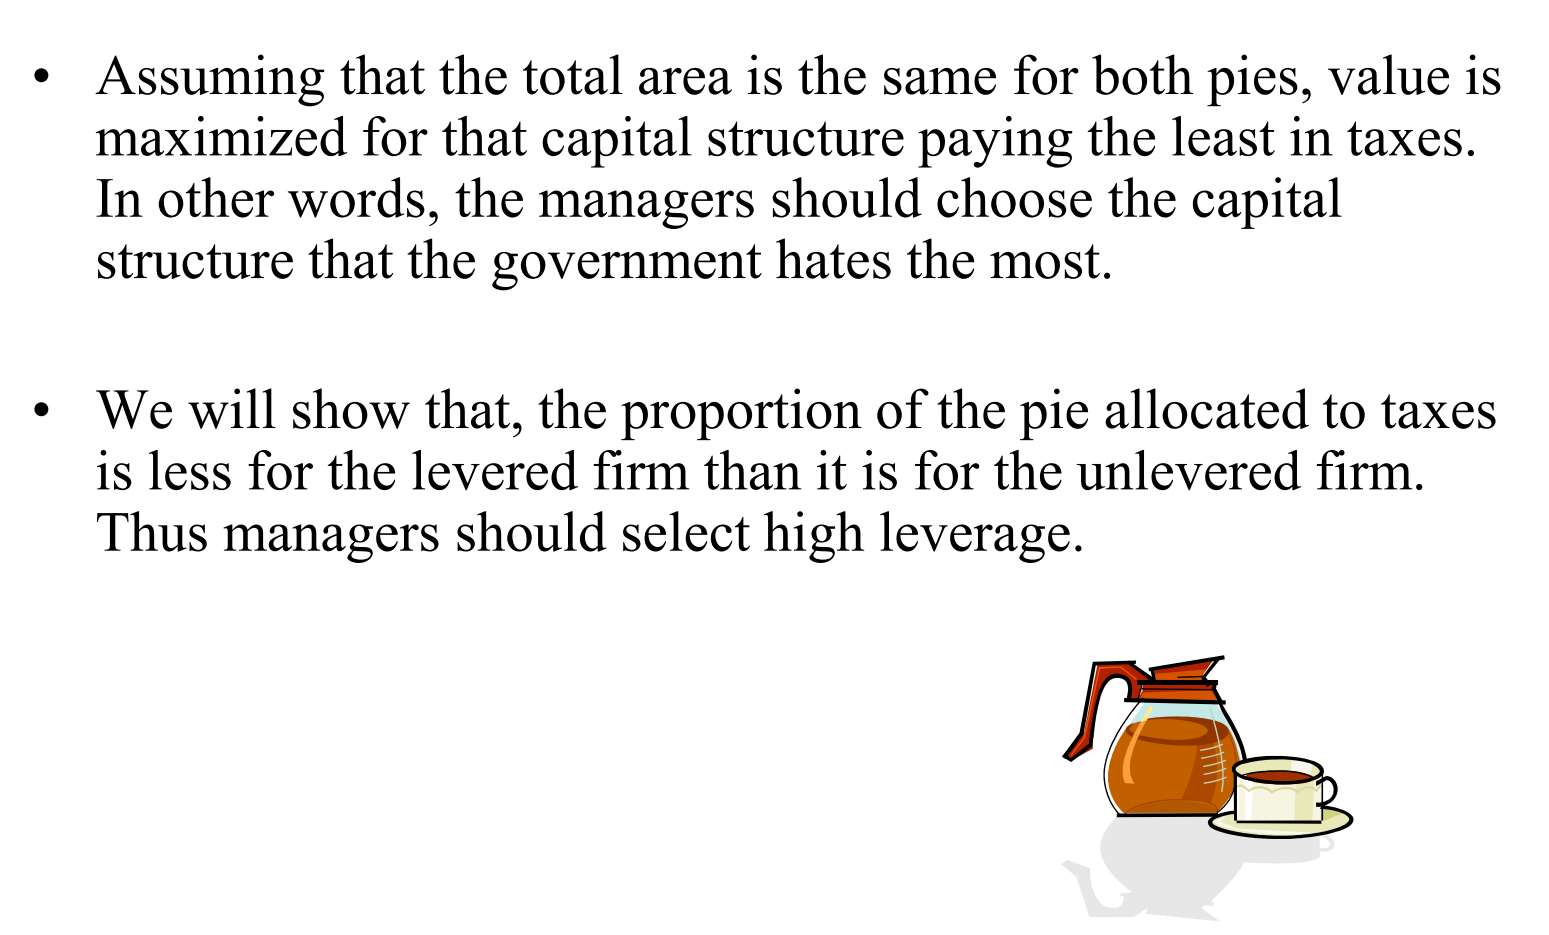 • Assuming that the total area is the same for both pies, value is
maximized for that capital structure paying the least in taxes.
In other words, the managers should choose the capital
structure that the government hates the most.
• We will show that, the proportion of the pie allocated to taxes
is less for the levered firm than it is for the unlevered firm.
Thus managers should select high leverage.